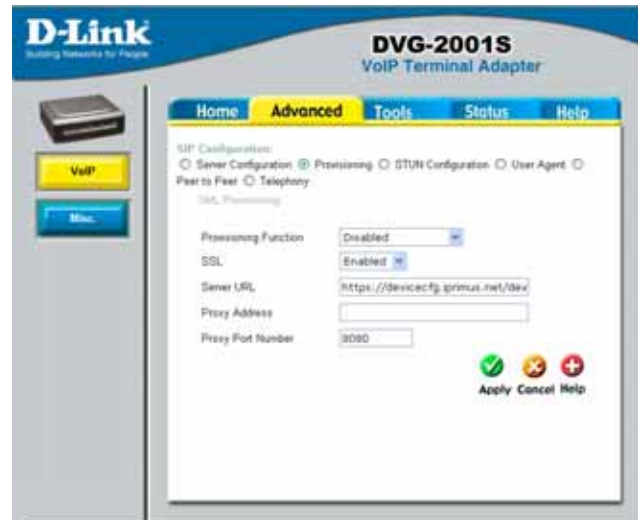 D-Link
Building Networks for People
DVG-2001S
VoIP Terminal Adapter
Home Advanced Tools Status Help
VoIP
Misc.
SIP Configuration
Server Configuration Provisioning STUN Configuration User Agent
Peer to Peer Telephony
XML Provisioning
Provisioning Function Disabled
SSL Enabled
Server URL https://devicecfg.iprimus.net/dev
Proxy Address
Proxy Port Number 8080
Apply Cancel Help